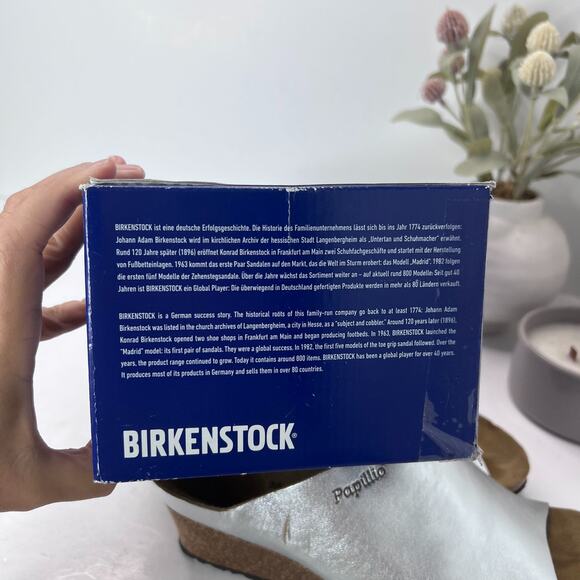 BIRKENSTOCK ist eine deutsche Erfolgsgeschichte. Die Historie des Familienunternehmens lässt sich bis ins Jahr 1774 zurückverfolgen:
Johann Adam Birkenstock wird im kirchlichen Archiv der hessischen Stadt Langenbergheim als „Untertan und Schuhmacher“ erwähnt.
Rund 120 Jahre später (1896) eröffnet Konrad Birkenstock in Frankfurt am Main zwei Schuhfachgeschäfte und startet mit der Herstellung
von Fußbetteinlagen. 1963 kommt das erste Paar Sandalen auf den Markt, das die Welt im Sturm erobert: das Modell „Madrid“. 1982 folgen
die ersten fünf Modelle der Zehenstegsandale. Über die Jahre wächst das Sortiment weiter an – auf aktuell rund 800 Modelle. Seit gut 40
Jahren ist BIRKENSTOCK ein Global Player: Die überwiegend in Deutschland gefertigten Produkte werden in mehr als 80 Ländern verkauft.
BIRKENSTOCK is a German success story. The historical roots of this family-run company go back to at least 1774: Johann Adam
Birkenstock was listed in the church archives of Langenbergheim, a city in Hesse, as a "subject and cobbler." Around 120 years later (1896),
Konrad Birkenstock opened two shoe shops in Frankfurt am Main and began producing footbeds. In 1963, BIRKENSTOCK launched the
"Madrid" model: its first pair of sandals. They were a global success. In 1982, the first five models of the toe grip sandal followed. Over the
years, the product range continued to grow. Today it contains around 800 items. BIRKENSTOCK has been a global player for over 40 years.
It produces most of its products in Germany and sells them in over 80 countries.
BIRKENSTOCK®
Papillio